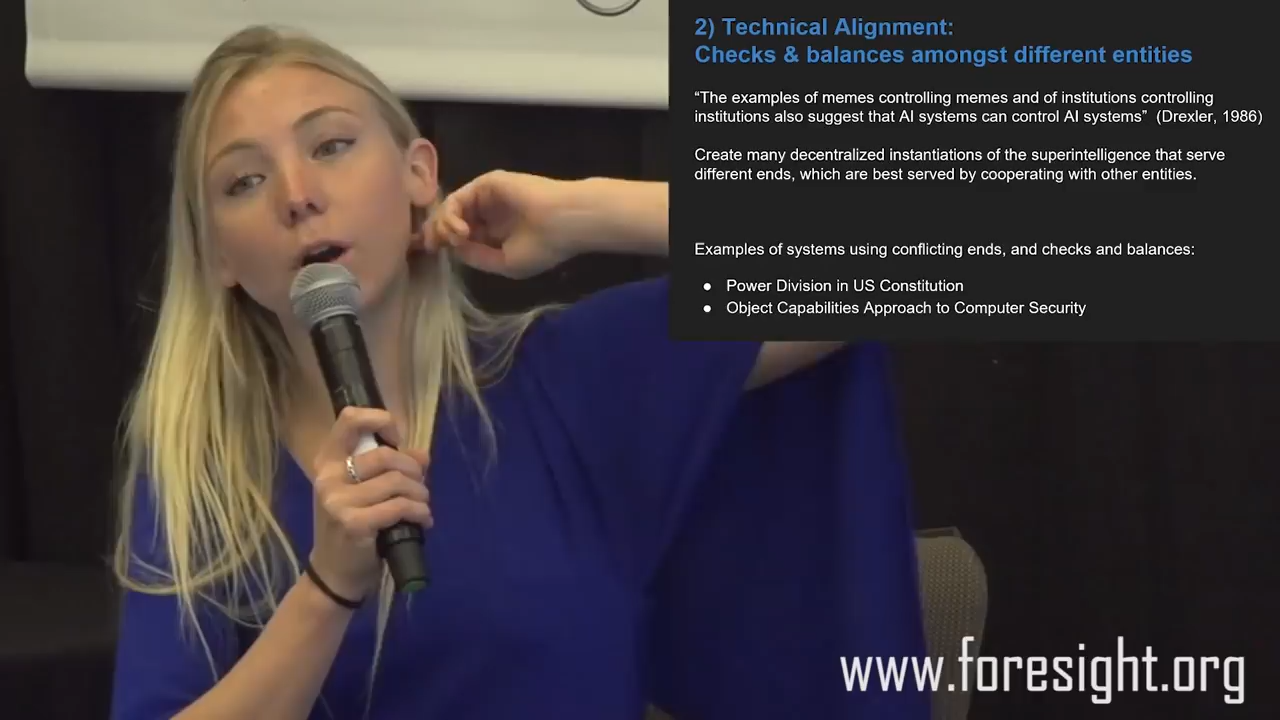 2) Technical Alignment:
Checks & balances amongst different entities
“The examples of memes controlling memes and of institutions controlling
institutions also suggest that AI systems can control AI systems” (Drexler, 1986)
Create many decentralized instantiations of the superintelligence that serve
different ends, which are best served by cooperating with other entities.
Examples of systems using conflicting ends, and checks and balances:
● Power Division in US Constitution
● Object Capabilities Approach to Computer Security
www.foresight.org